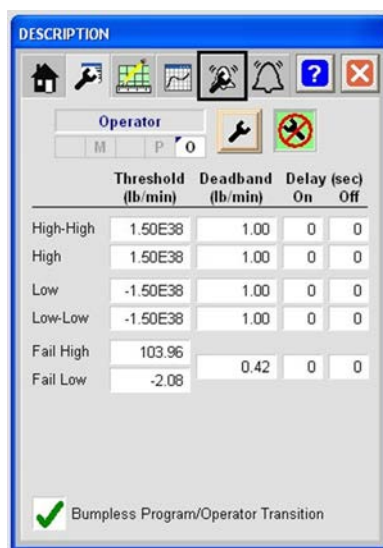 DESCRIPTION
?
Operator
M P O
Threshold Deadband Delay (sec)
(lb/min) (lb/min) On Off
High-High 1.50E38 1.00 0 0
High 1.50E38 1.00 0 0
Low -1.50E38 1.00 0 0
Low-Low -1.50E38 1.00 0 0
Fail High 103.96
0.42 0 0
Fail Low -2.08
Bumpless Program/Operator Transition